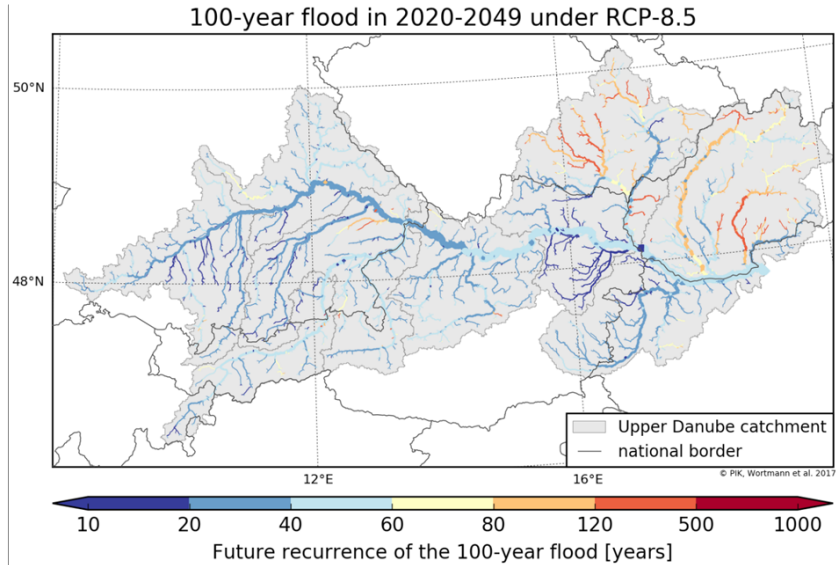 100-year flood in 2020-2049 under RCP-8.5
50°N
48°N
Upper Danube catchment
national border
© PIK, Wortmann et al. 2017
12°E 16°E
10 20 40 60 80 120 500 1000
Future recurrence of the 100-year flood [years]